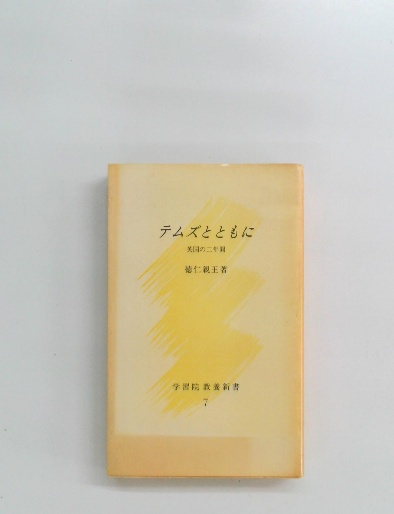 テムズとともに
英国の二年間
徳仁親王著
学習院教養新書
7